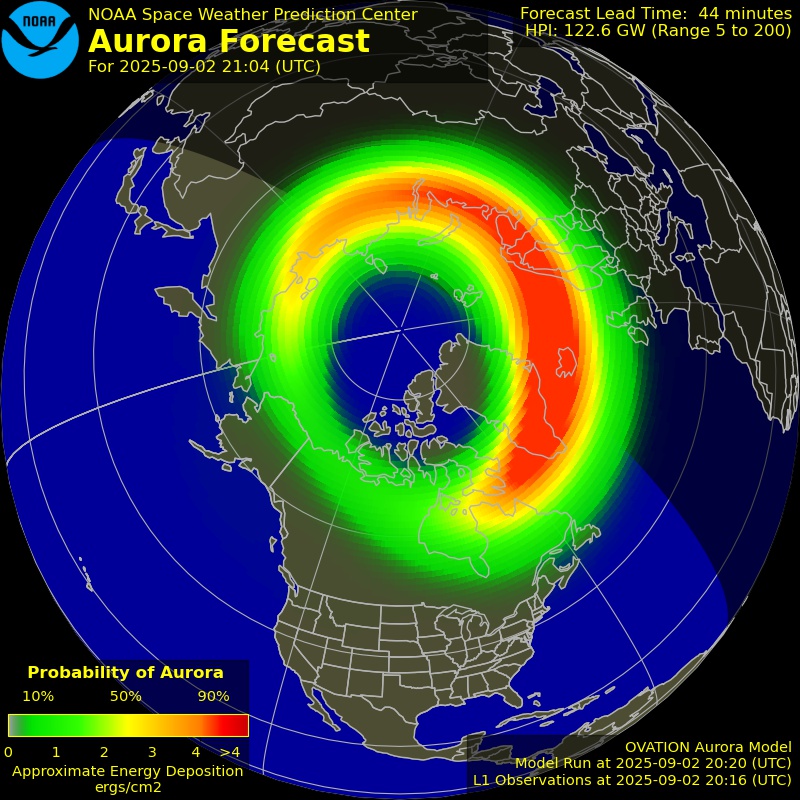 NOAA
NOAA Space Weather Prediction Center
Aurora Forecast
For 2025-09-02 21:04 (UTC)
Forecast Lead Time: 44 minutes
HPI: 122.6 GW (Range 5 to 200)
Probability of Aurora
10% 50% 90%
0 1 2 3 4 >4
Approximate Energy Deposition
ergs/cm2
OVATION Aurora Model
Model Run at 2025-09-02 20:20 (UTC)
L1 Observations at 2025-09-02 20:16 (UTC)